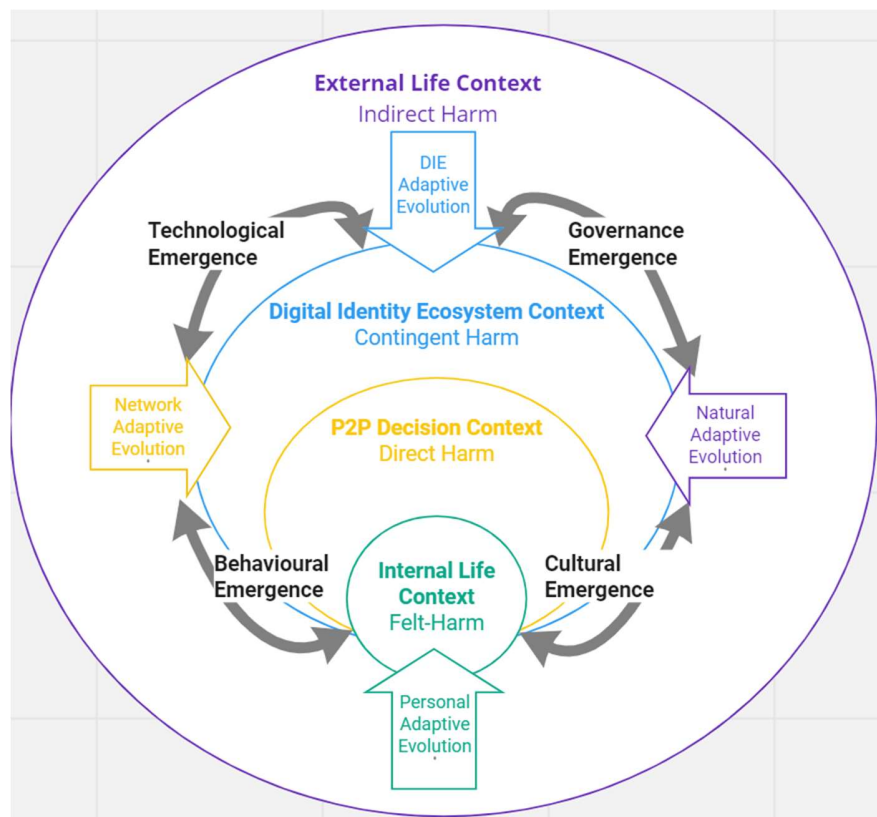 External Life Context
Indirect Harm
DIE
Adaptive
Evolution
Technological
Emergence
Governance
Emergence
Digital Identity Ecosystem Context
Contingent Harm
Network
Adaptive
Evolution
P2P Decision Context
Direct Harm
Natural
Adaptive
Evolution
Behavioural
Emergence
Internal Life
Context
Felt-Harm
Cultural
Emergence
Personal
Adaptive
Evolution